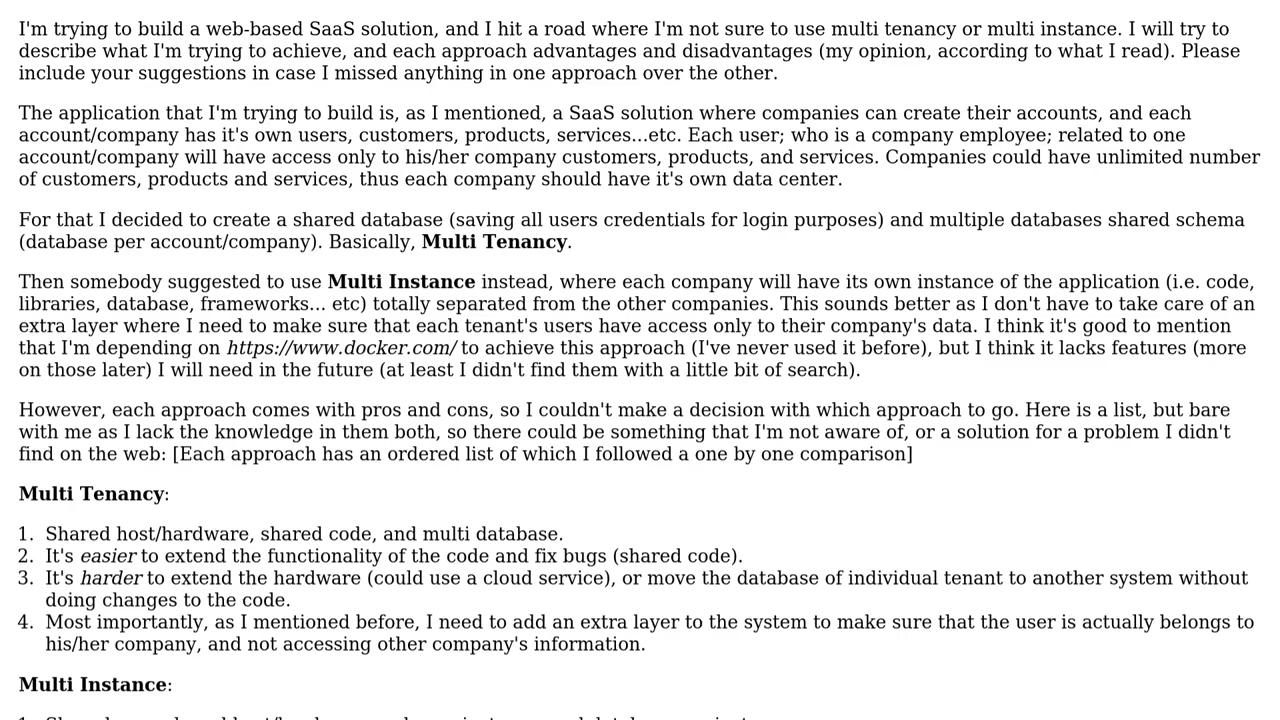 I'm trying to build a web-based SaaS solution, and I hit a road where I'm not sure to use multi tenancy or multi instance. I will try to
describe what I'm trying to achieve, and each approach advantages and disadvantages (my opinion, according to what I read). Please
include your suggestions in case I missed anything in one approach over the other.
The application that I'm trying to build is, as I mentioned, a SaaS solution where companies can create their accounts, and each
account/company has it's own users, customers, products, services...etc. Each user; who is a company employee; related to one
account/company will have access only to his/her company customers, products, and services. Companies could have unlimited number
of customers, products and services, thus each company should have it's own data center.
For that I decided to create a shared database (saving all users credentials for login purposes) and multiple databases shared schema
(database per account/company). Basically, Multi Tenancy.
Then somebody suggested to use Multi Instance instead, where each company will have its own instance of the application (i.e. code,
libraries, database, frameworks... etc) totally separated from the other companies. This sounds better as I don't have to take care of an
extra layer where I need to make sure that each tenant's users have access only to their company's data. I think it's good to mention
that I'm depending on https://www.docker.com/ to achieve this approach (I've never used it before), but I think it lacks features (more
on those later) I will need in the future (at least I didn't find them with a little bit of search).
However, each approach comes with pros and cons, so I couldn't make a decision with which approach to go. Here is a list, but bare
with me as I lack the knowledge in them both, so there could be something that I'm not aware of, or a solution for a problem I didn't
find on the web: [Each approach has an ordered list of which I followed a one by one comparison]
Multi Tenancy:
1. Shared host/hardware, shared code, and multi database.
2. It's easier to extend the functionality of the code and fix bugs (shared code).
3. It's harder to extend the hardware (could use a cloud service), or move the database of individual tenant to another system without
doing changes to the code.
4. Most importantly, as I mentioned before, I need to add an extra layer to the system to make sure that the user is actually belongs to
his/her company, and not accessing other company's information.
Multi Instance: